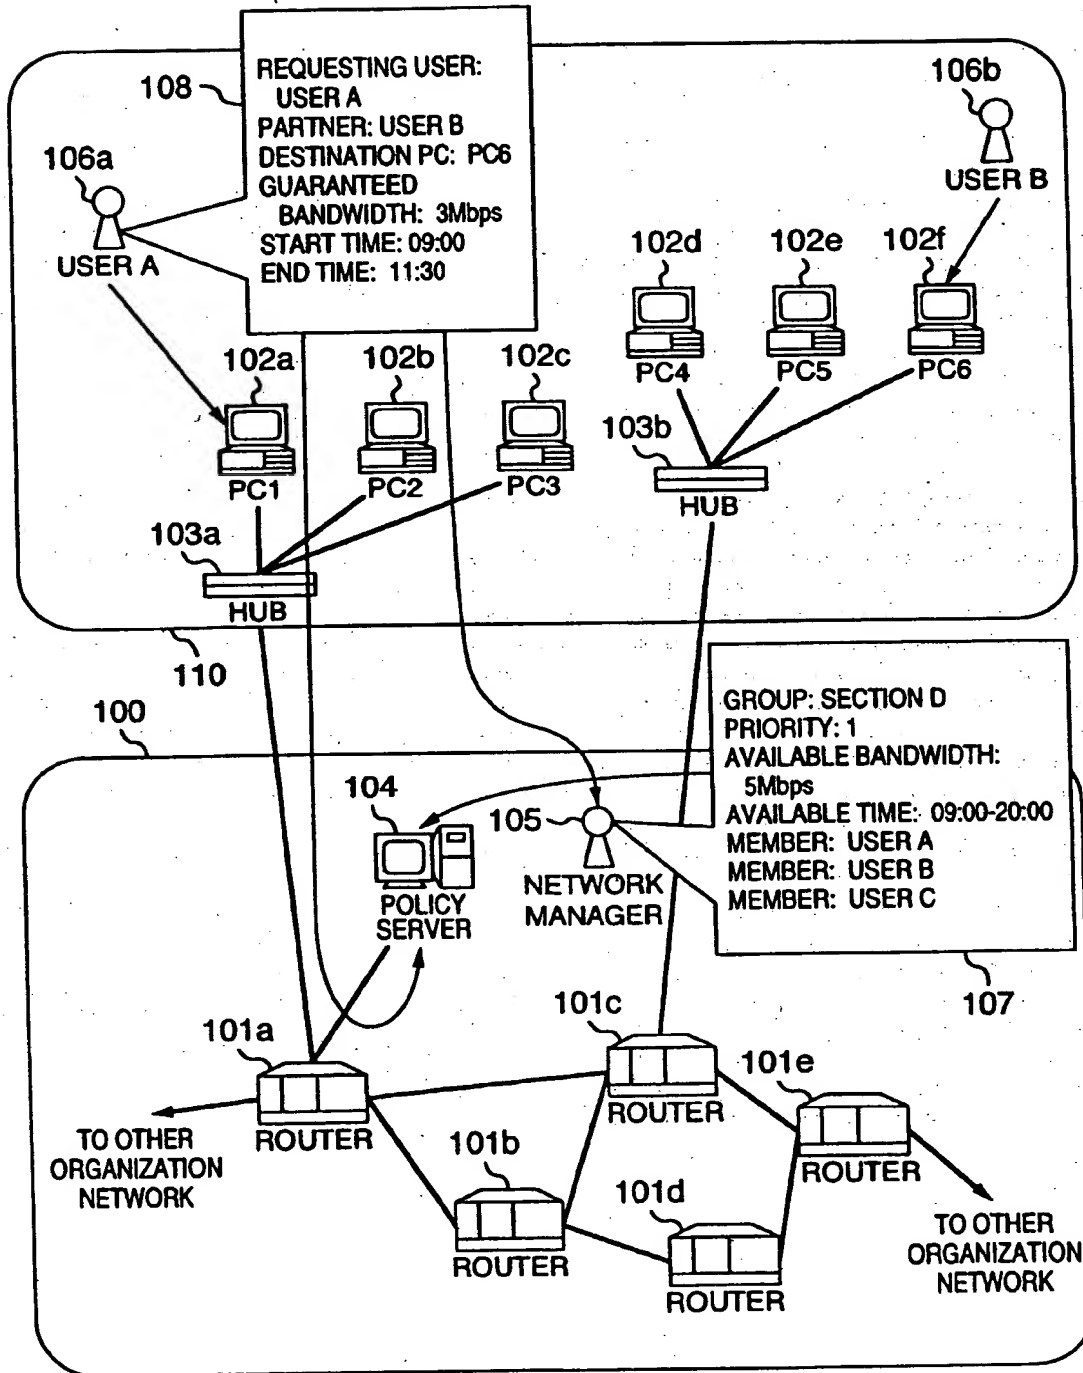 108
REQUESTING USER:
USER A
PARTNER: USER B
DESTINATION PC: PC6
GUARANTEED
BANDWIDTH: 3Mbps
START TIME: 09:00
END TIME: 11:30
106a
USER A
106b
USER B
102d
102e
102f
PC4
PC5
PC6
102a
102b
102c
PC1
PC2
PC3
103b
HUB
103a
HUB
110
100
GROUP: SECTION D
PRIORITY: 1
AVAILABLE BANDWIDTH:
5Mbps
AVAILABLE TIME: 09:00-20:00
MEMBER: USER A
MEMBER: USER B
MEMBER: USER C
107
104
POLICY
SERVER
105
NETWORK
MANAGER
101a
ROUTER
101c
ROUTER
101e
ROUTER
101b
ROUTER
101d
ROUTER
TO OTHER
ORGANIZATION
NETWORK
TO OTHER
ORGANIZATION
NETWORK